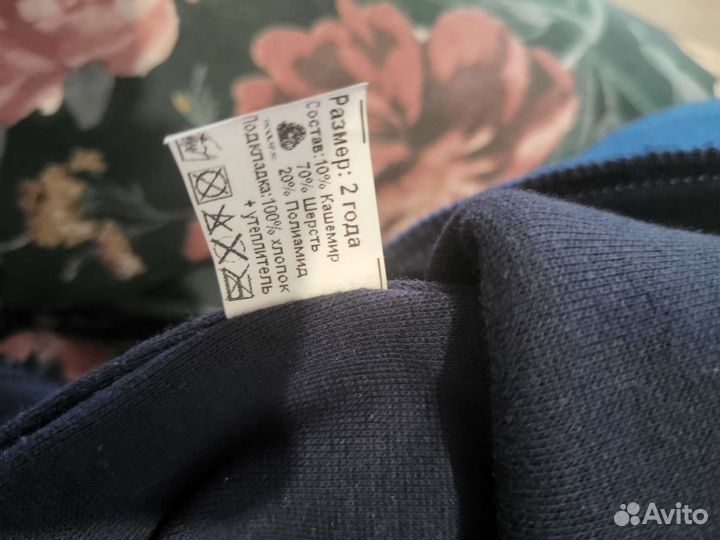 Размер: 2 года
Состав:10% Кашемир
70% Шерсть
20% Полиамид
Подкладка:100% хлопок
+ утеплитель
Avito